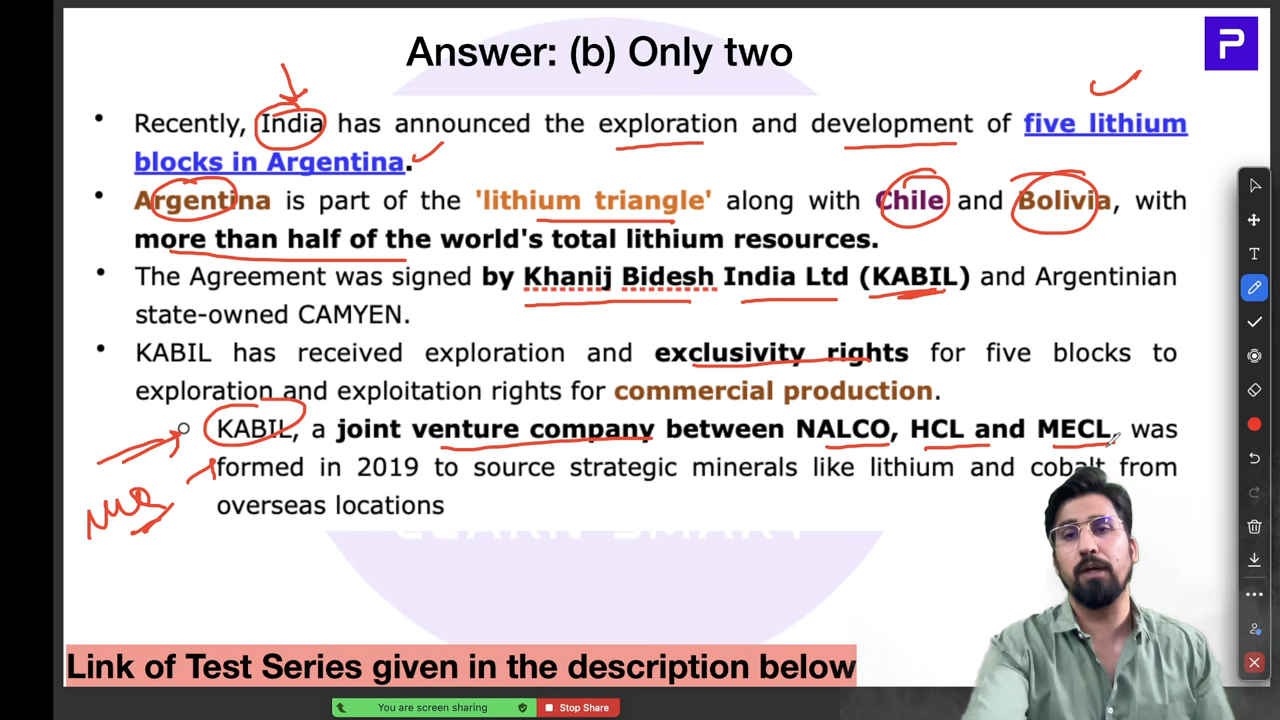 Answer: (b) Only two
P
• Recently, India has announced the exploration and development of five lithium
blocks in Argentina.
• Argentina is part of the 'lithium triangle' along with Chile and Bolivia, with
more than half of the world's total lithium resources.
• The Agreement was signed by Khanij Bidesh India Ltd (KABIL) and Argentinian
state-owned CAMYEN.
• KABIL has received exploration and exclusivity rights for five blocks to
exploration and exploitation rights for commercial production.
○ KABIL, a joint venture company between NALCO, HCL and MECL, was
formed in 2019 to source strategic minerals like lithium and cobalt from
overseas locations
LEARN SMART
Link of Test Series given in the description below
You are screen sharing
Stop Share